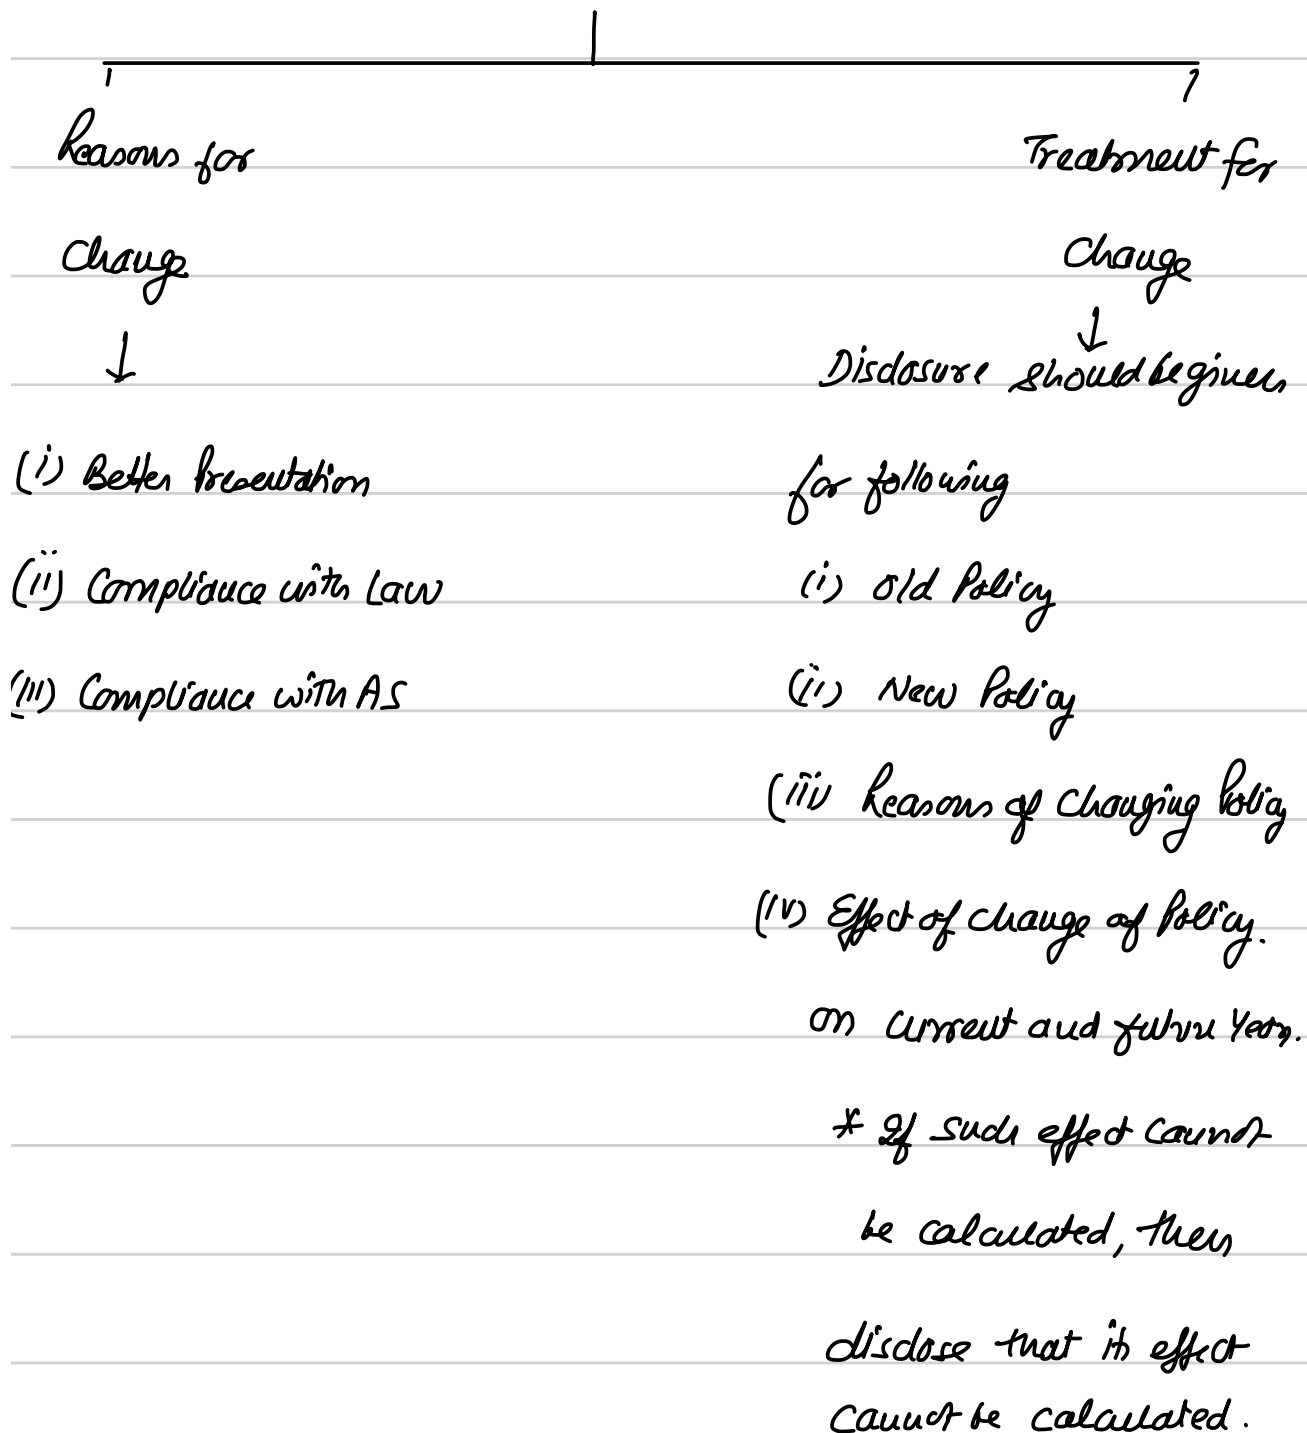 Reasons for
Change
(i) Better Presentation
(ii) Compliance with Law
(iii) Compliance with AS
Treatment for
Change
Disclosure should be given
for following
(i) Old Policy
(ii) New Policy
(iii) Reasons of Changing Policy
(iv) Effect of change of Policy.
on current and future Years.
* If such effect cannot
be calculated, then
disclose that its effect
cannot be calculated.